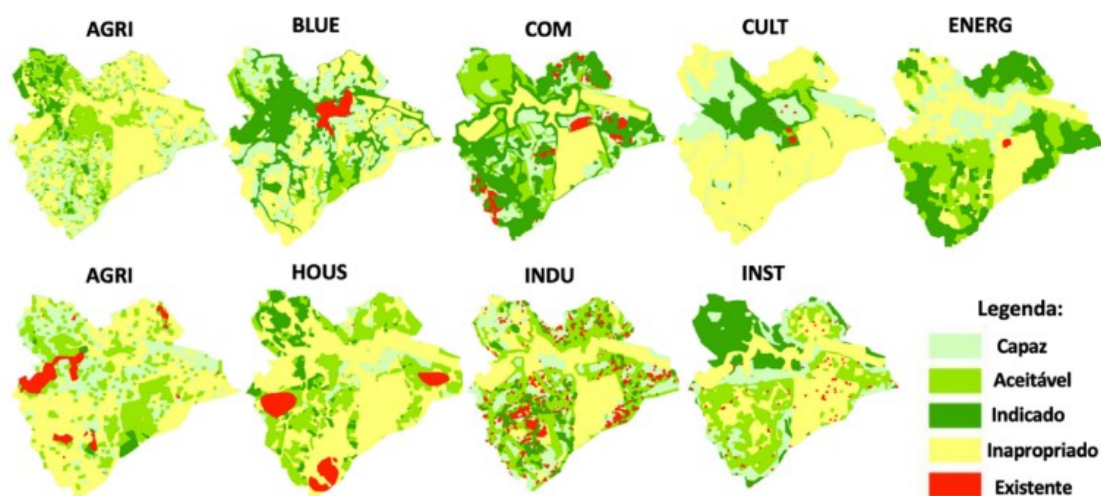 AGRI BLUE COM CULT ENERG
AGRI HOUS INDU INST
Legenda:
Capaz
Aceitável
Indicado
Inapropriado
Existente